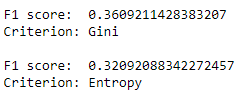 F1 score:  0.3609211428383207
Criterion: Gini
F1 score:  0.32092088342272457
Criterion: Entropy